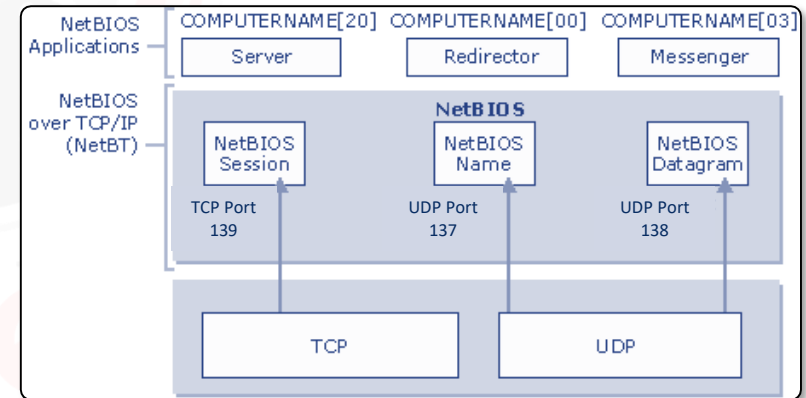 NetBIOS
Applications
COMPUTERNAME[20] COMPUTERNAME[00] COMPUTERNAME[03]
Server
Redirector
Messenger
NetBIOS
over TCP/IP
(NetBT)
NetBIOS
NetBIOS
Session
NetBIOS
Name
NetBIOS
Datagram
TCP Port
139
UDP Port
137
UDP Port
138
TCP
UDP